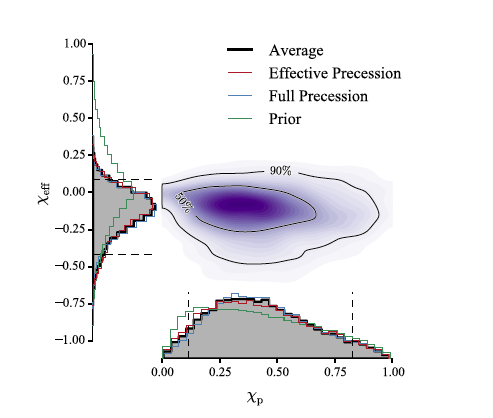 1.00
0.75
0.50
0.25
0.00
−0.25
−0.50
−0.75
−1.00
χeff
Average
Effective Precession
Full Precession
Prior
90%
50%
0.00 0.25 0.50 0.75 1.00
χp